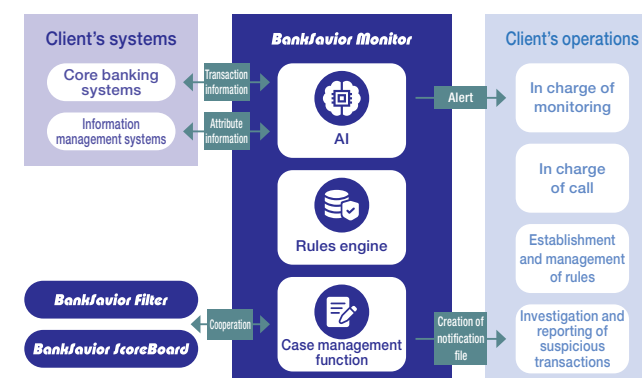 Client's systems
BankSavior Monitor
Client's operations
Core banking
systems
Transaction
information
Information
management systems
Attribute
information
AI
Alert
In charge of
monitoring
In charge
of call
Rules engine
Establishment
and management
of rules
BankSavior Filter
BankSavior ScoreBoard
Cooperation
Case management
function
Creation of
notification
file
Investigation and
reporting of
suspicious
transactions